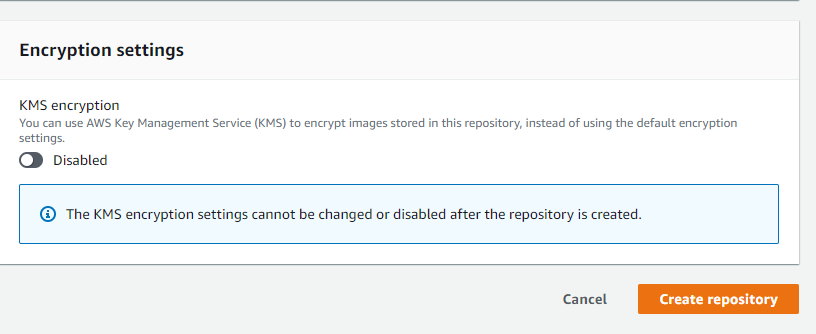 Encryption settings
KMS encryption
You can use AWS Key Management Service (KMS) to encrypt images stored in this repository, instead of using the default encryption
settings.
Disabled
The KMS encryption settings cannot be changed or disabled after the repository is created.
Cancel
Create repository